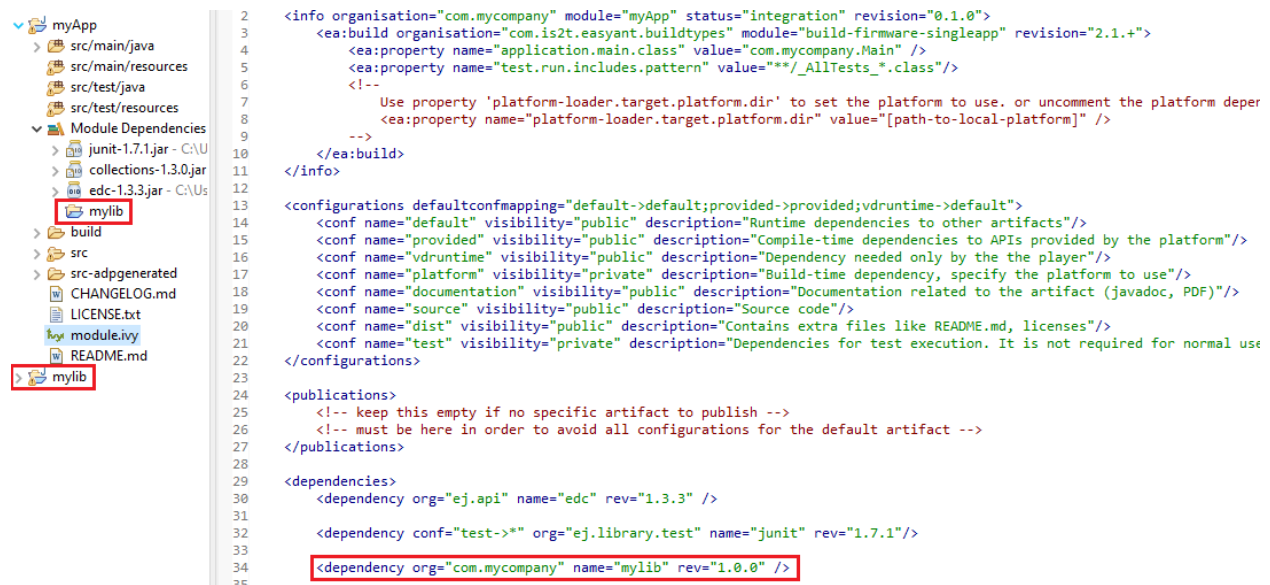 myApp
src/main/java
src/main/resources
src/test/java
src/test/resources
Module Dependencies
junit-1.7.1.jar - C:\U
collections-1.3.0.jar
edc-1.3.3.jar - C:\Us
mylib
build
src
src-adpgenerated
CHANGELOG.md
LICENSE.txt
module.ivy
README.md
mylib
2 <info organisation="com.mycompany" module="myApp" status="integration" revision="0.1.0">
3 <ea:build organisation="com.is2t.easyant.buildtypes" module="build-firmware-singleapp" revision="2.1.+">
4 <ea:property name="application.main.class" value="com.mycompany.Main" />
5 <ea:property name="test.run.includes.pattern" value="**/_AllTests_*.class"/>
6 <!--
7 Use property 'platform-loader.target.platform.dir' to set the platform to use. or uncomment the platform deper
8 <ea:property name="platform-loader.target.platform.dir" value="[path-to-local-platform]" />
9 -->
10 </ea:build>
11 </info>
12
13 <configurations defaultconfmapping="default->default;provided->provided;vdruntime->default">
14 <conf name="default" visibility="public" description="Runtime dependencies to other artifacts"/>
15 <conf name="provided" visibility="public" description="Compile-time dependencies to APIs provided by the platform"/>
16 <conf name="vdruntime" visibility="public" description="Dependency needed only by the the player"/>
17 <conf name="platform" visibility="private" description="Build-time dependency, specify the platform to use"/>
18 <conf name="documentation" visibility="public" description="Documentation related to the artifact (javadoc, PDF)"/>
19 <conf name="source" visibility="public" description="Source code"/>
20 <conf name="dist" visibility="public" description="Contains extra files like README.md, licenses"/>
21 <conf name="test" visibility="private" description="Dependencies for test execution. It is not required for normal use
22 </configurations>
23
24 <publications>
25 <!-- keep this empty if no specific artifact to publish -->
26 <!-- must be here in order to avoid all configurations for the default artifact -->
27 </publications>
28
29 <dependencies>
30 <dependency org="ej.api" name="edc" rev="1.3.3" />
31
32 <dependency conf="test->*" org="ej.library.test" name="junit" rev="1.7.1"/>
33
34 <dependency org="com.mycompany" name="mylib" rev="1.0.0" />
35